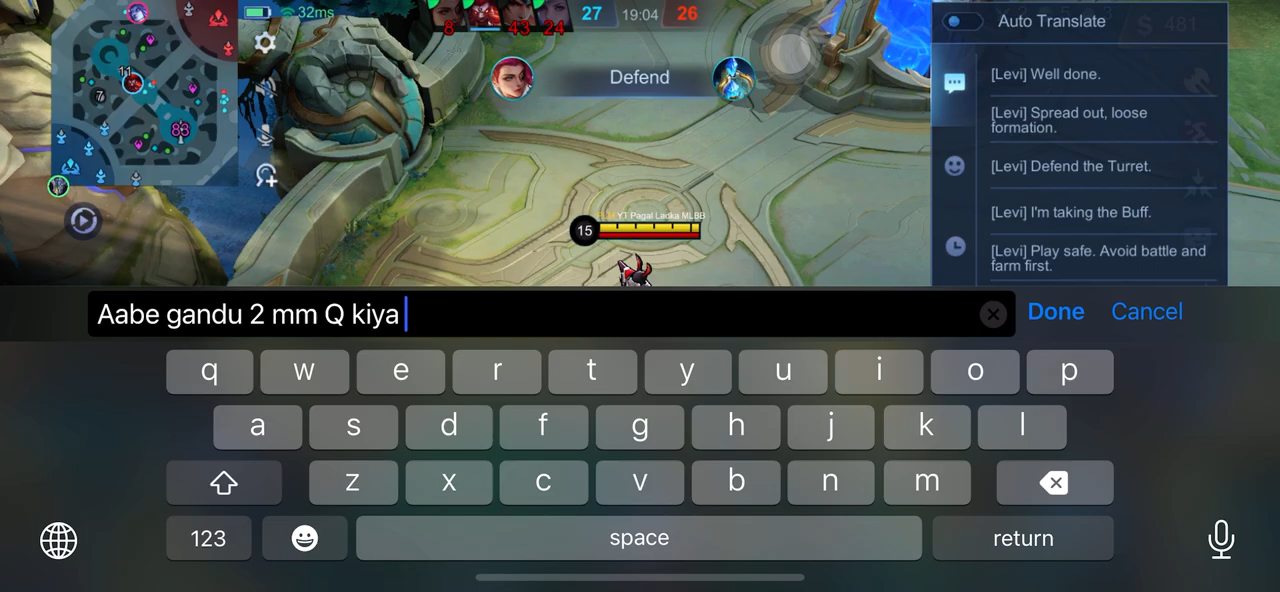 32ms
8
43
24
27
19:04
26
Auto Translate
$ 481
11
7
83
Defend
[Levi] Well done.
[Levi] Spread out, loose
formation.
[Levi] Defend the Turret.
[Levi] I'm taking the Buff.
[Levi] Play safe. Avoid battle and
farm first.
15
YT Pagal Ladka MLBB
Aabe gandu 2 mm Q kiya
Done
Cancel
q w e r t y u i o p
a s d f g h j k l
z x c v b n m
123
space
return